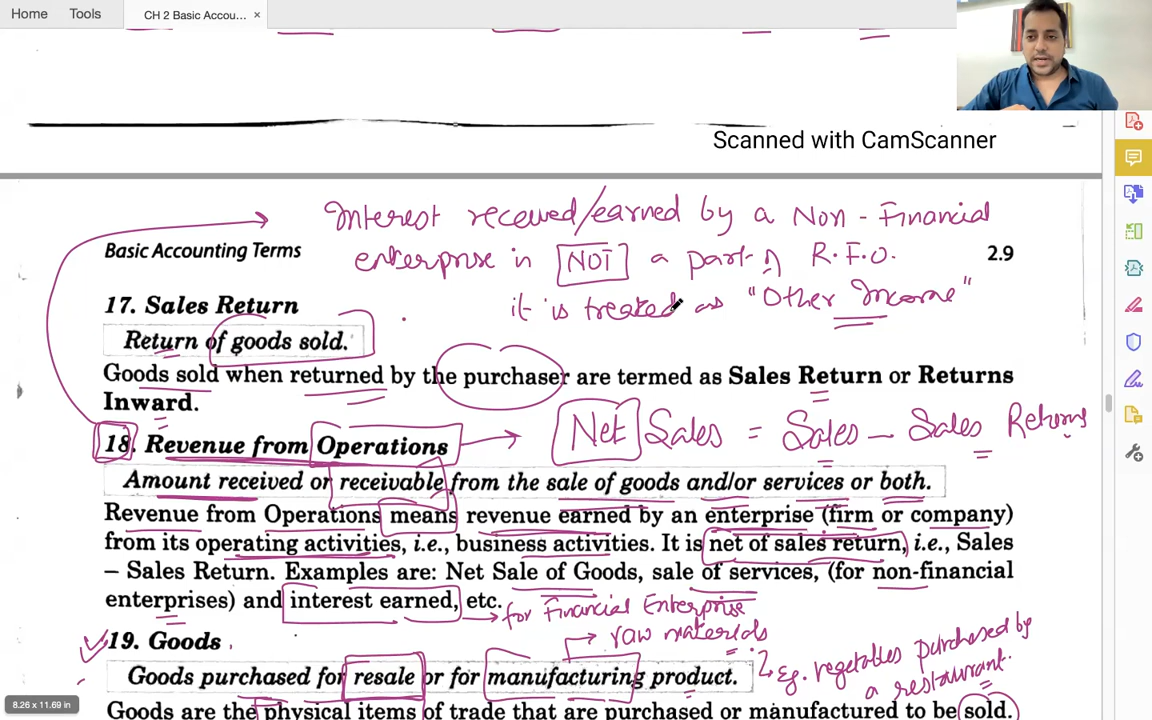 Home Tools CH 2 Basic Accou... ×
Scanned with CamScanner
Interest received/earned by a Non-Financial
enterprise is NOT a part of R.F.O.
Basic Accounting Terms 2.9
it is treated as "Other Income"
17. Sales Return
Return of goods sold.
Goods sold when returned by the purchaser are termed as Sales Return or Returns
Inward.
Net Sales = Sales - Sales Returns
18. Revenue from Operations
Amount received or receivable from the sale of goods and/or services or both.
Revenue from Operations means revenue earned by an enterprise (firm or company)
from its operating activities, i.e., business activities. It is net of sales return, i.e., Sales
– Sales Return. Examples are: Net Sale of Goods, sale of services, (for non-financial
enterprises) and interest earned, etc.
for Financial Enterprise
raw materials
19. Goods
Eg. vegetables purchased by
a restaurant.
Goods purchased for resale or for manufacturing product.
Goods are the physical items of trade that are purchased or manufactured to be sold.
8.26 x 11.69 in